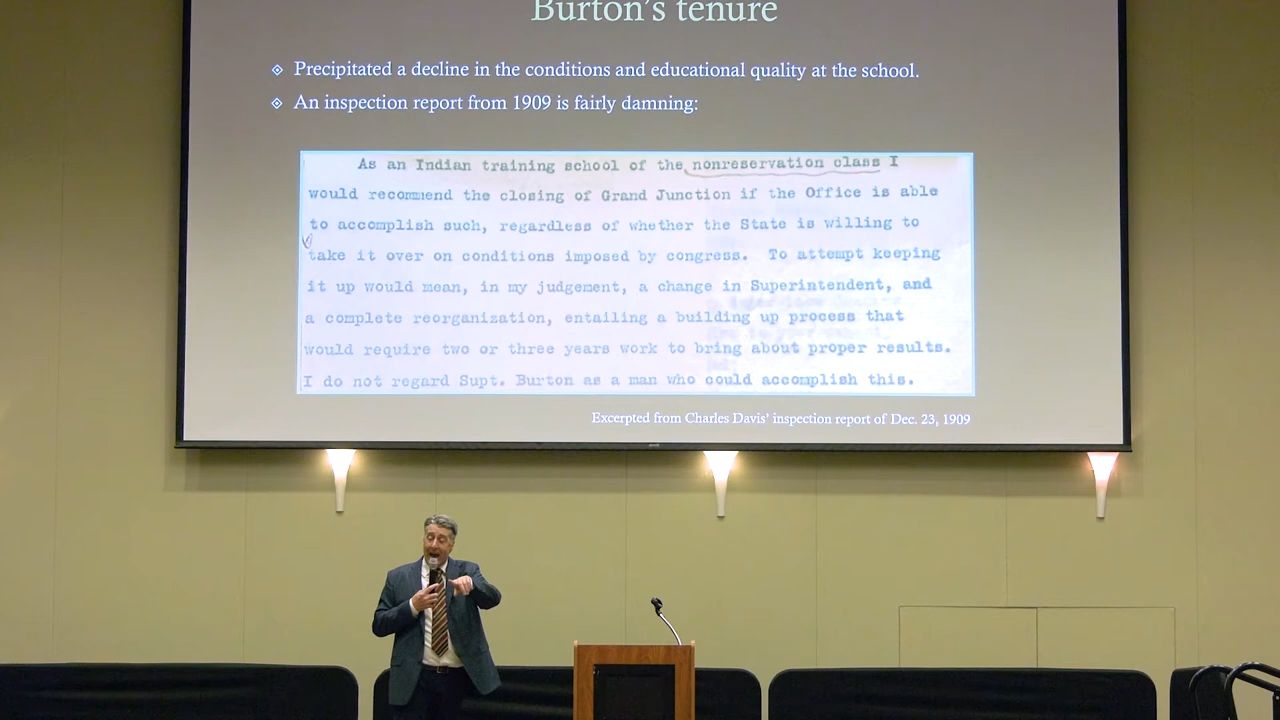 Burton's tenure
Precipitated a decline in the conditions and educational quality at the school.
An inspection report from 1909 is fairly damning:
As an Indian training school of the nonreservation class I
would recommend the closing of Grand Junction if the Office is able
to accomplish such, regardless of whether the State is willing to
take it over on conditions imposed by congress. To attempt keeping
it up would mean, in my judgement, a change in Superintendent, and
a complete reorganization, entailing a building up process that
would require two or three years work to bring about proper results.
I do not regard Supt. Burton as a man who could accomplish this.
Excerpted from Charles Davis' inspection report of Dec. 23, 1909